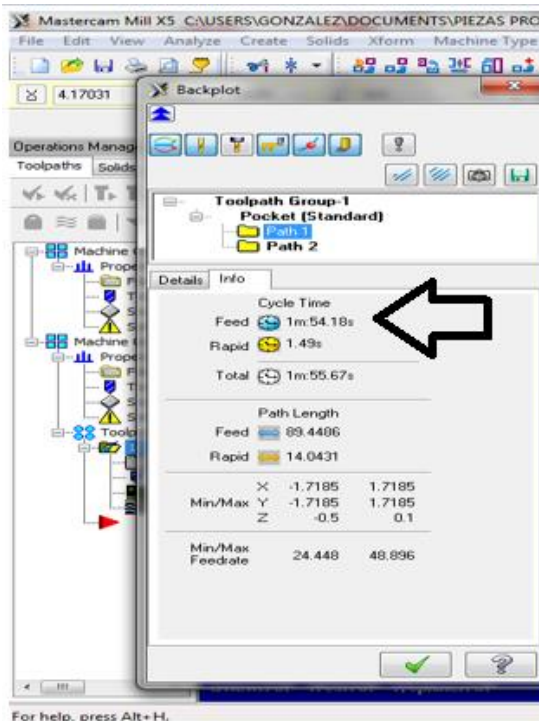 Mastercam Mill X5 C:\USERS\GONZALEZ\DOCUMENTS\PIEZAS PRO
File Edit View Analyze Create Solids Xform Machine Type
4.17031
Backplot
Operations Manag
Toolpaths Solids
Toolpath Group-1
Pocket (Standard)
Path 1
Path 2
Machine
Prope
F
T
S
S
Machine
Prope
F
T
S
S
Toolp
1
Details Info
Cycle Time
Feed 1m:54.18s
Rapid 1.49s
Total 1m:55.67s
Path Length
Feed 89.4486
Rapid 14.0431
X -1.7185 1.7185
Min/Max Y -1.7185 1.7185
Z -0.5 0.1
Min/Max
Feedrate 24.448 48.896
For help, press Alt+H.